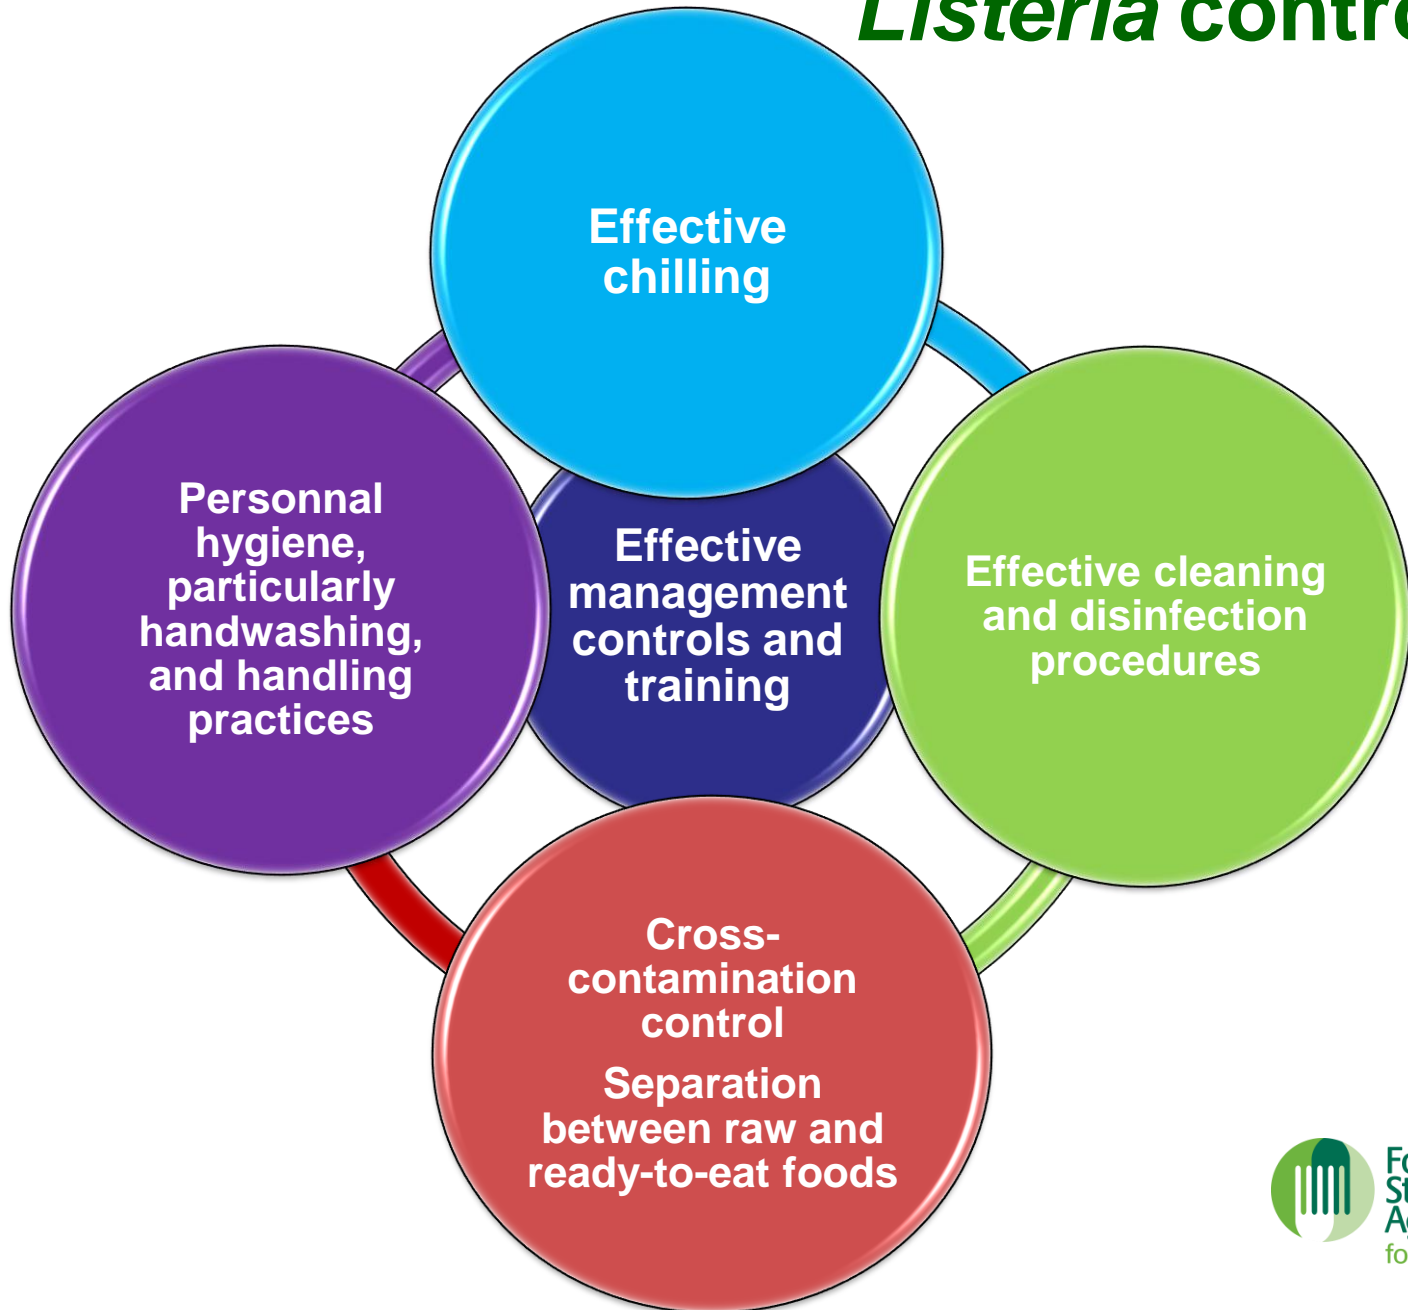 Listeria contro
Effective
chilling
Personnal
hygiene,
particularly
handwashing,
and handling
practices
Effective
management
controls and
training
Effective cleaning
and disinfection
procedures
Cross-
contamination
control
Separation
between raw and
ready-to-eat foods